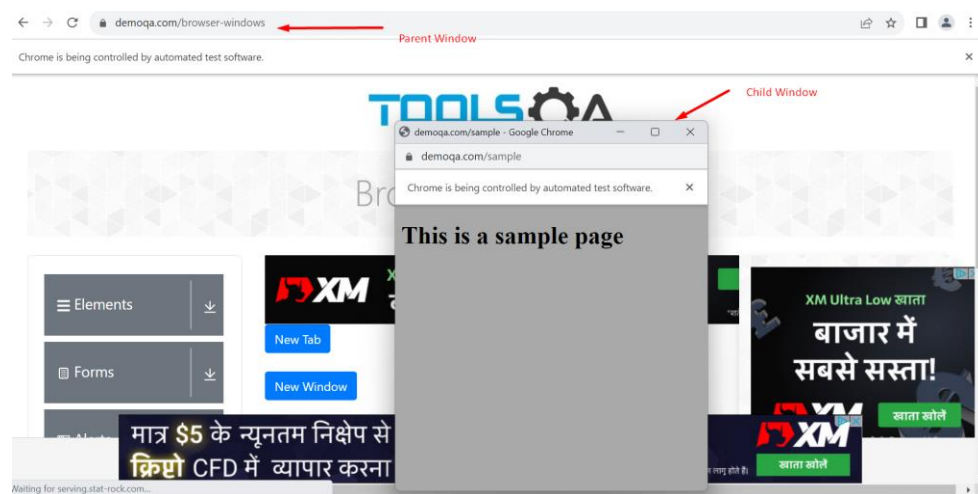 demoqa.com/browser-windows
Parent Window
Chrome is being controlled by automated test software.
Child Window
TOOLSQA
demoqa.com/sample - Google Chrome
demoqa.com/sample
Bro
Chrome is being controlled by automated test software.
This is a sample page
XM
Elements
New Tab
Forms
New Window
XM Ultra Low खाता
बाजार में
सबसे सस्ता!
XM
खाता खोलें
मात्र $5 के न्यूनतम निक्षेप से
क्रिप्टो CFD में व्यापार करना
XM
लागू होते हैं।
खाता खोलें
Waiting for serving.stat-rock.com...